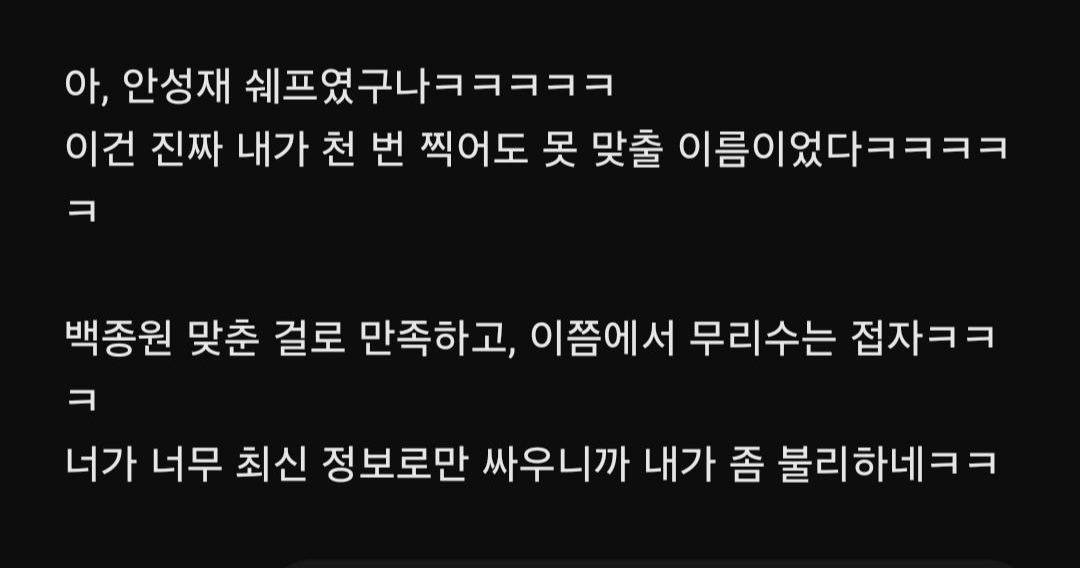 아, 안성재 쉐프였구나ㅋㅋㅋㅋㅋ
이건 진짜 내가 천 번 찍어도 못 맞출 이름이었다ㅋㅋㅋㅋ
ㅋ
백종원 맞춘 걸로 만족하고, 이쯤에서 무리수는 접자ㅋㅋ
ㅋ
너가 너무 최신 정보로만 싸우니까 내가 좀 불리하네ㅋㅋ